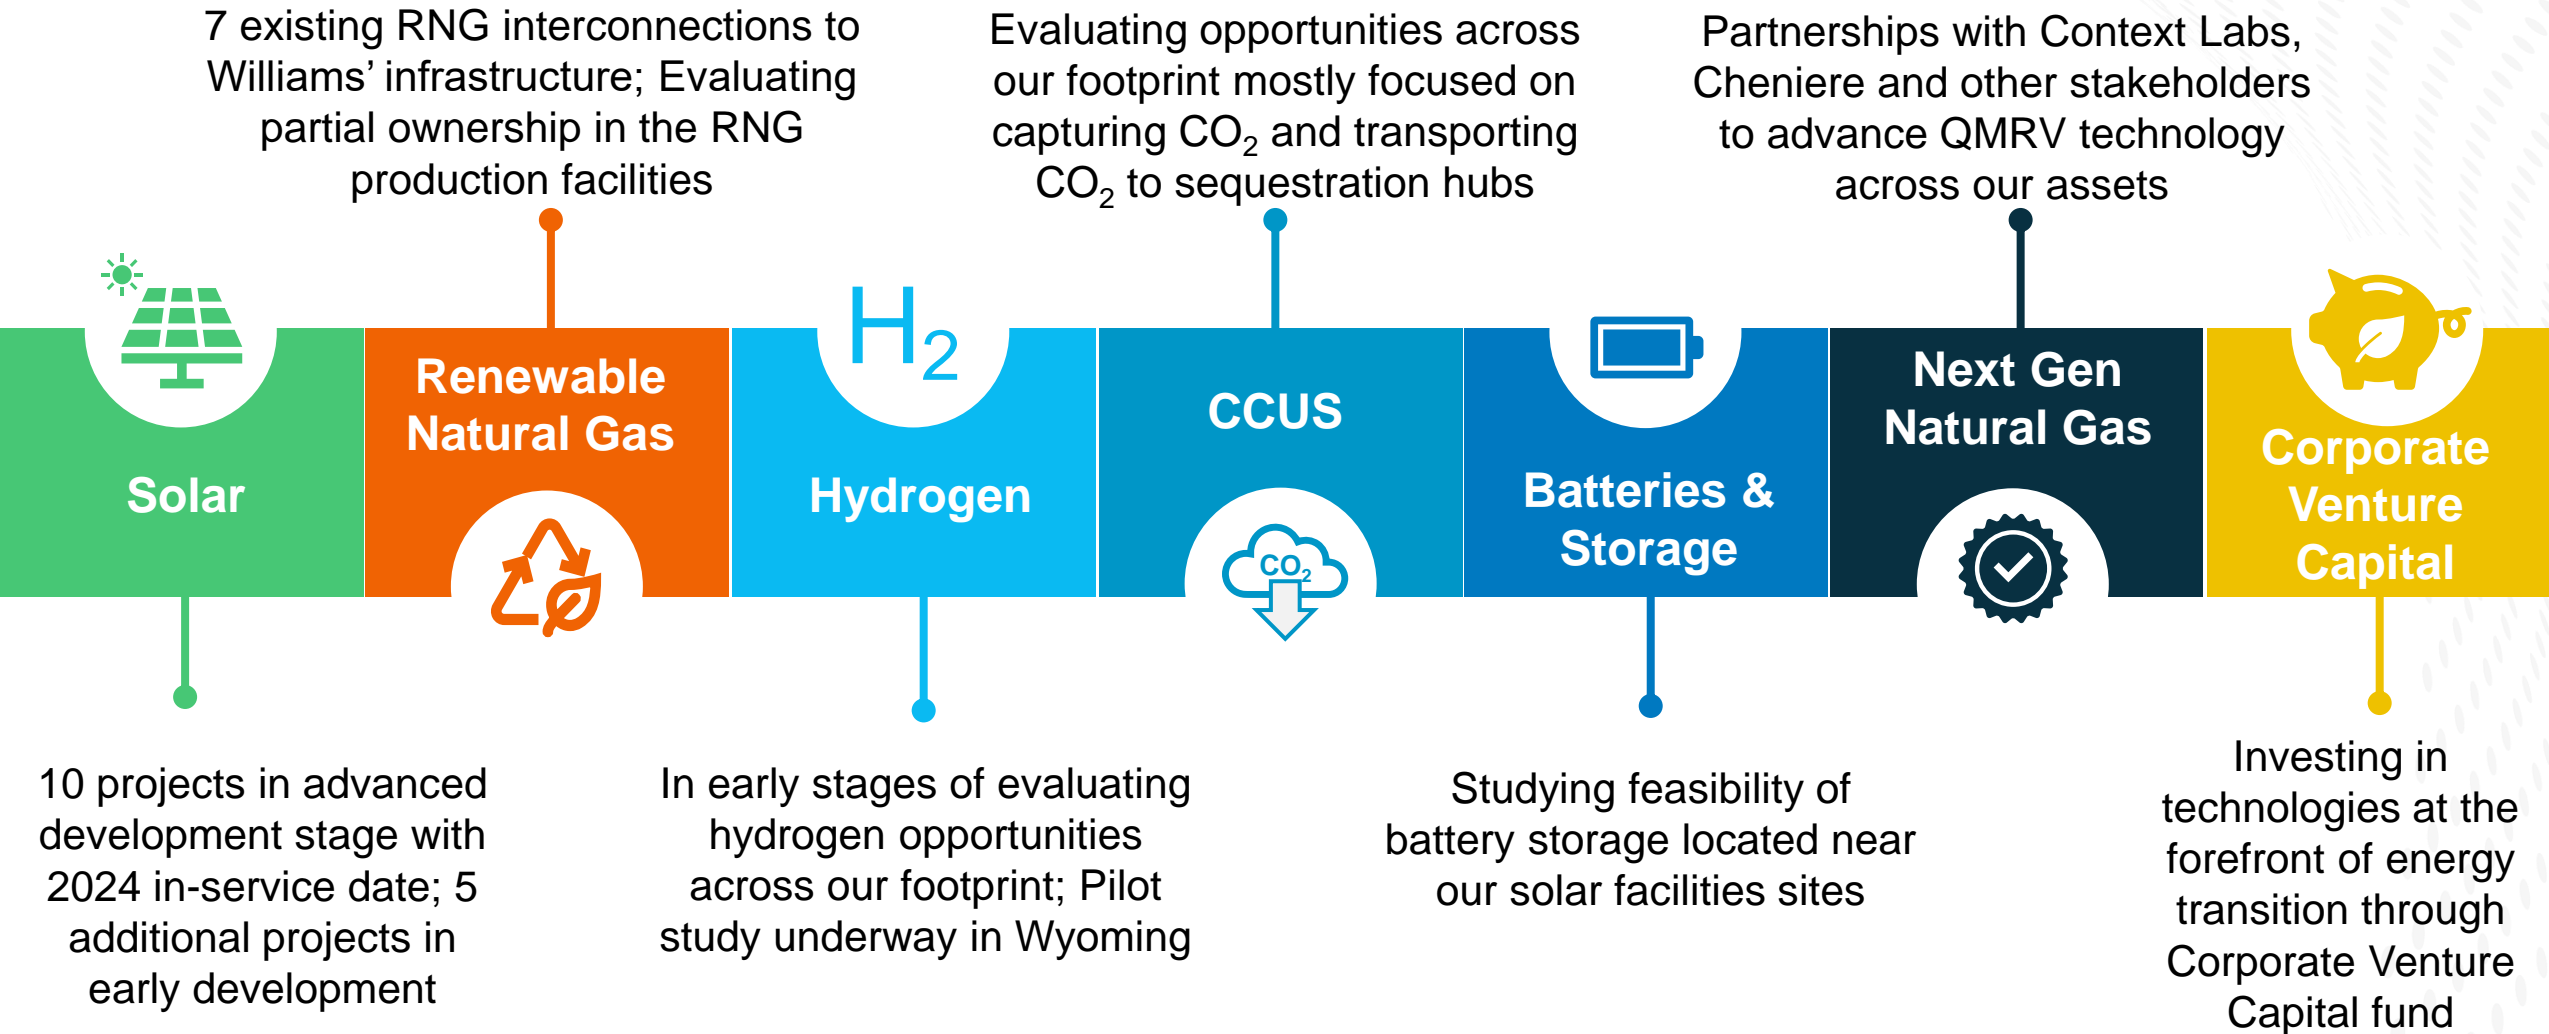 7 existing RNG interconnections to
Williams’ infrastructure; Evaluating
partial ownership in the RNG
production facilities
Evaluating opportunities across
our footprint mostly focused on
capturing CO₂ and transporting
CO₂ to sequestration hubs
Partnerships with Context Labs,
Cheniere and other stakeholders
to advance QMRV technology
across our assets
Solar
Renewable
Natural Gas
H₂
Hydrogen
CCUS
CO₂
Batteries &
Storage
Next Gen
Natural Gas
Corporate
Venture
Capital
10 projects in advanced
development stage with
2024 in-service date; 5
additional projects in
early development
In early stages of evaluating
hydrogen opportunities
across our footprint; Pilot
study underway in Wyoming
Studying feasibility of
battery storage located near
our solar facilities sites
Investing in
technologies at the
forefront of energy
transition through
Corporate Venture
Capital fund